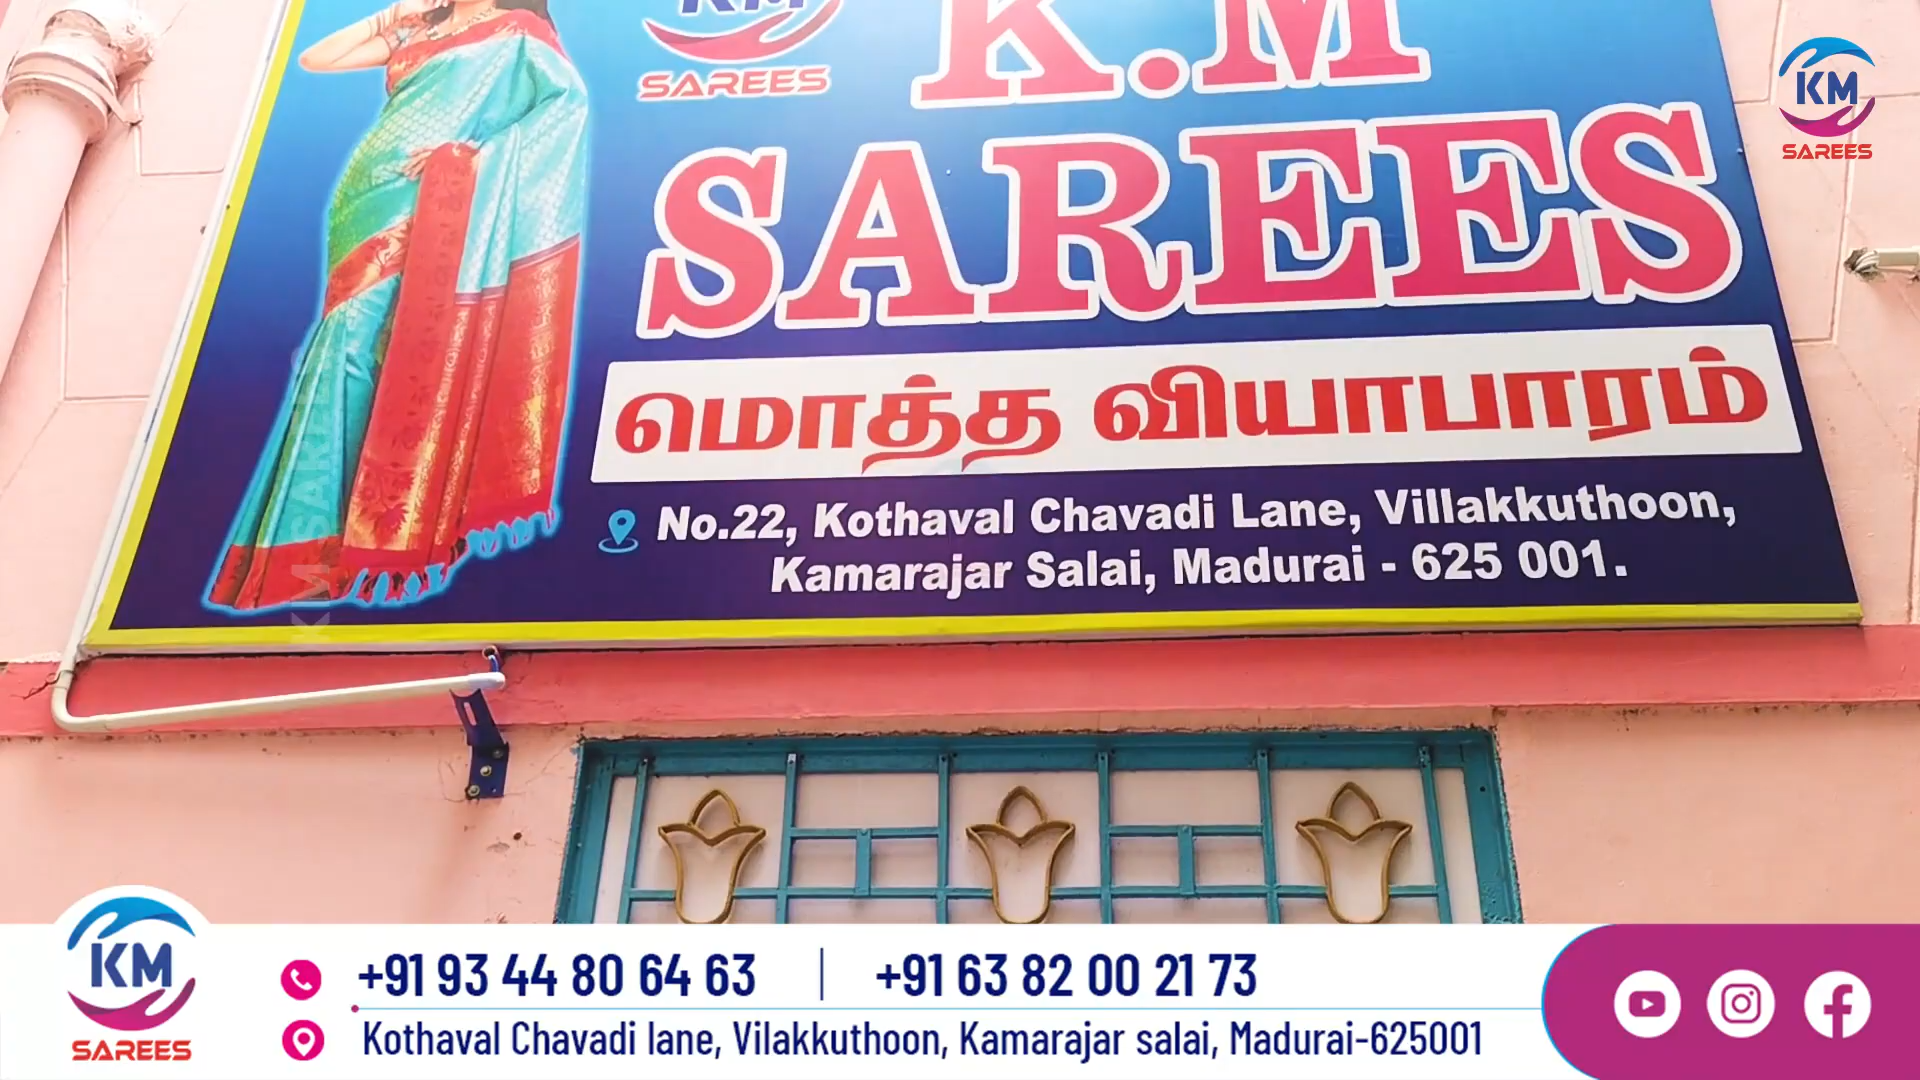 KM
SAREES
K.M
SAREES
மொத்த வியாபாரம்
No.22, Kothaval Chavadi Lane, Villakkuthoon,
Kamarajar Salai, Madurai - 625 001.
KM
SAREES
KM SAREES
KM
SAREES
+91 93 44 80 64 63 | +91 63 82 00 21 73
Kothaval Chavadi lane, Vilakkuthoon, Kamarajar salai, Madurai-625001